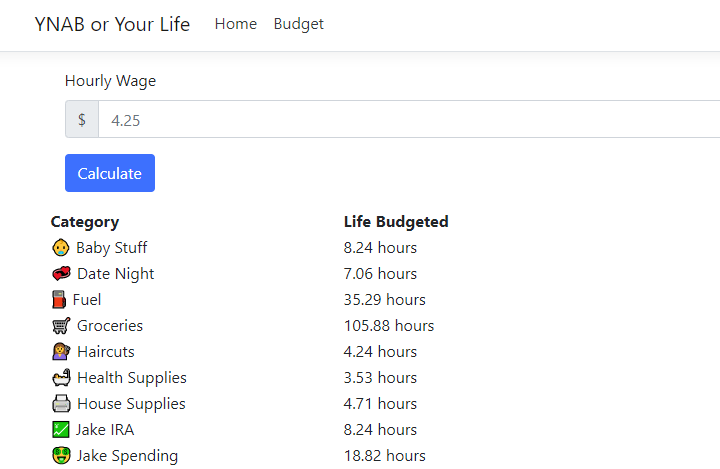 YNAB or Your Life Home Budget
Hourly Wage
$ 4.25
Calculate
Category Life Budgeted
Baby Stuff 8.24 hours
Date Night 7.06 hours
Fuel 35.29 hours
Groceries 105.88 hours
Haircuts 4.24 hours
Health Supplies 3.53 hours
House Supplies 4.71 hours
Jake IRA 8.24 hours
Jake Spending 18.82 hours